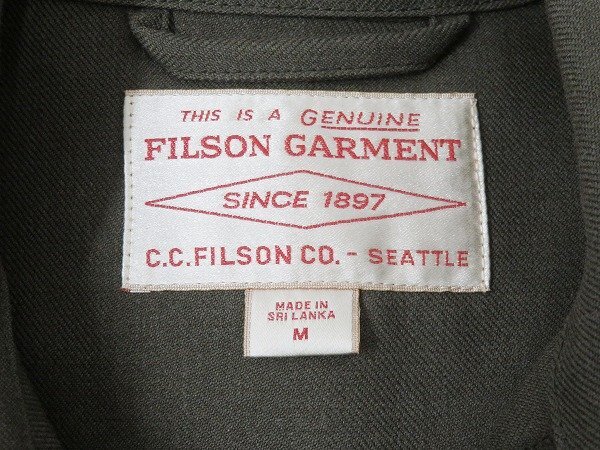 THIS IS A GENUINE
FILSON GARMENT
SINCE 1897
C.C.FILSON CO. - SEATTLE
MADE IN
SRI LANKA
M